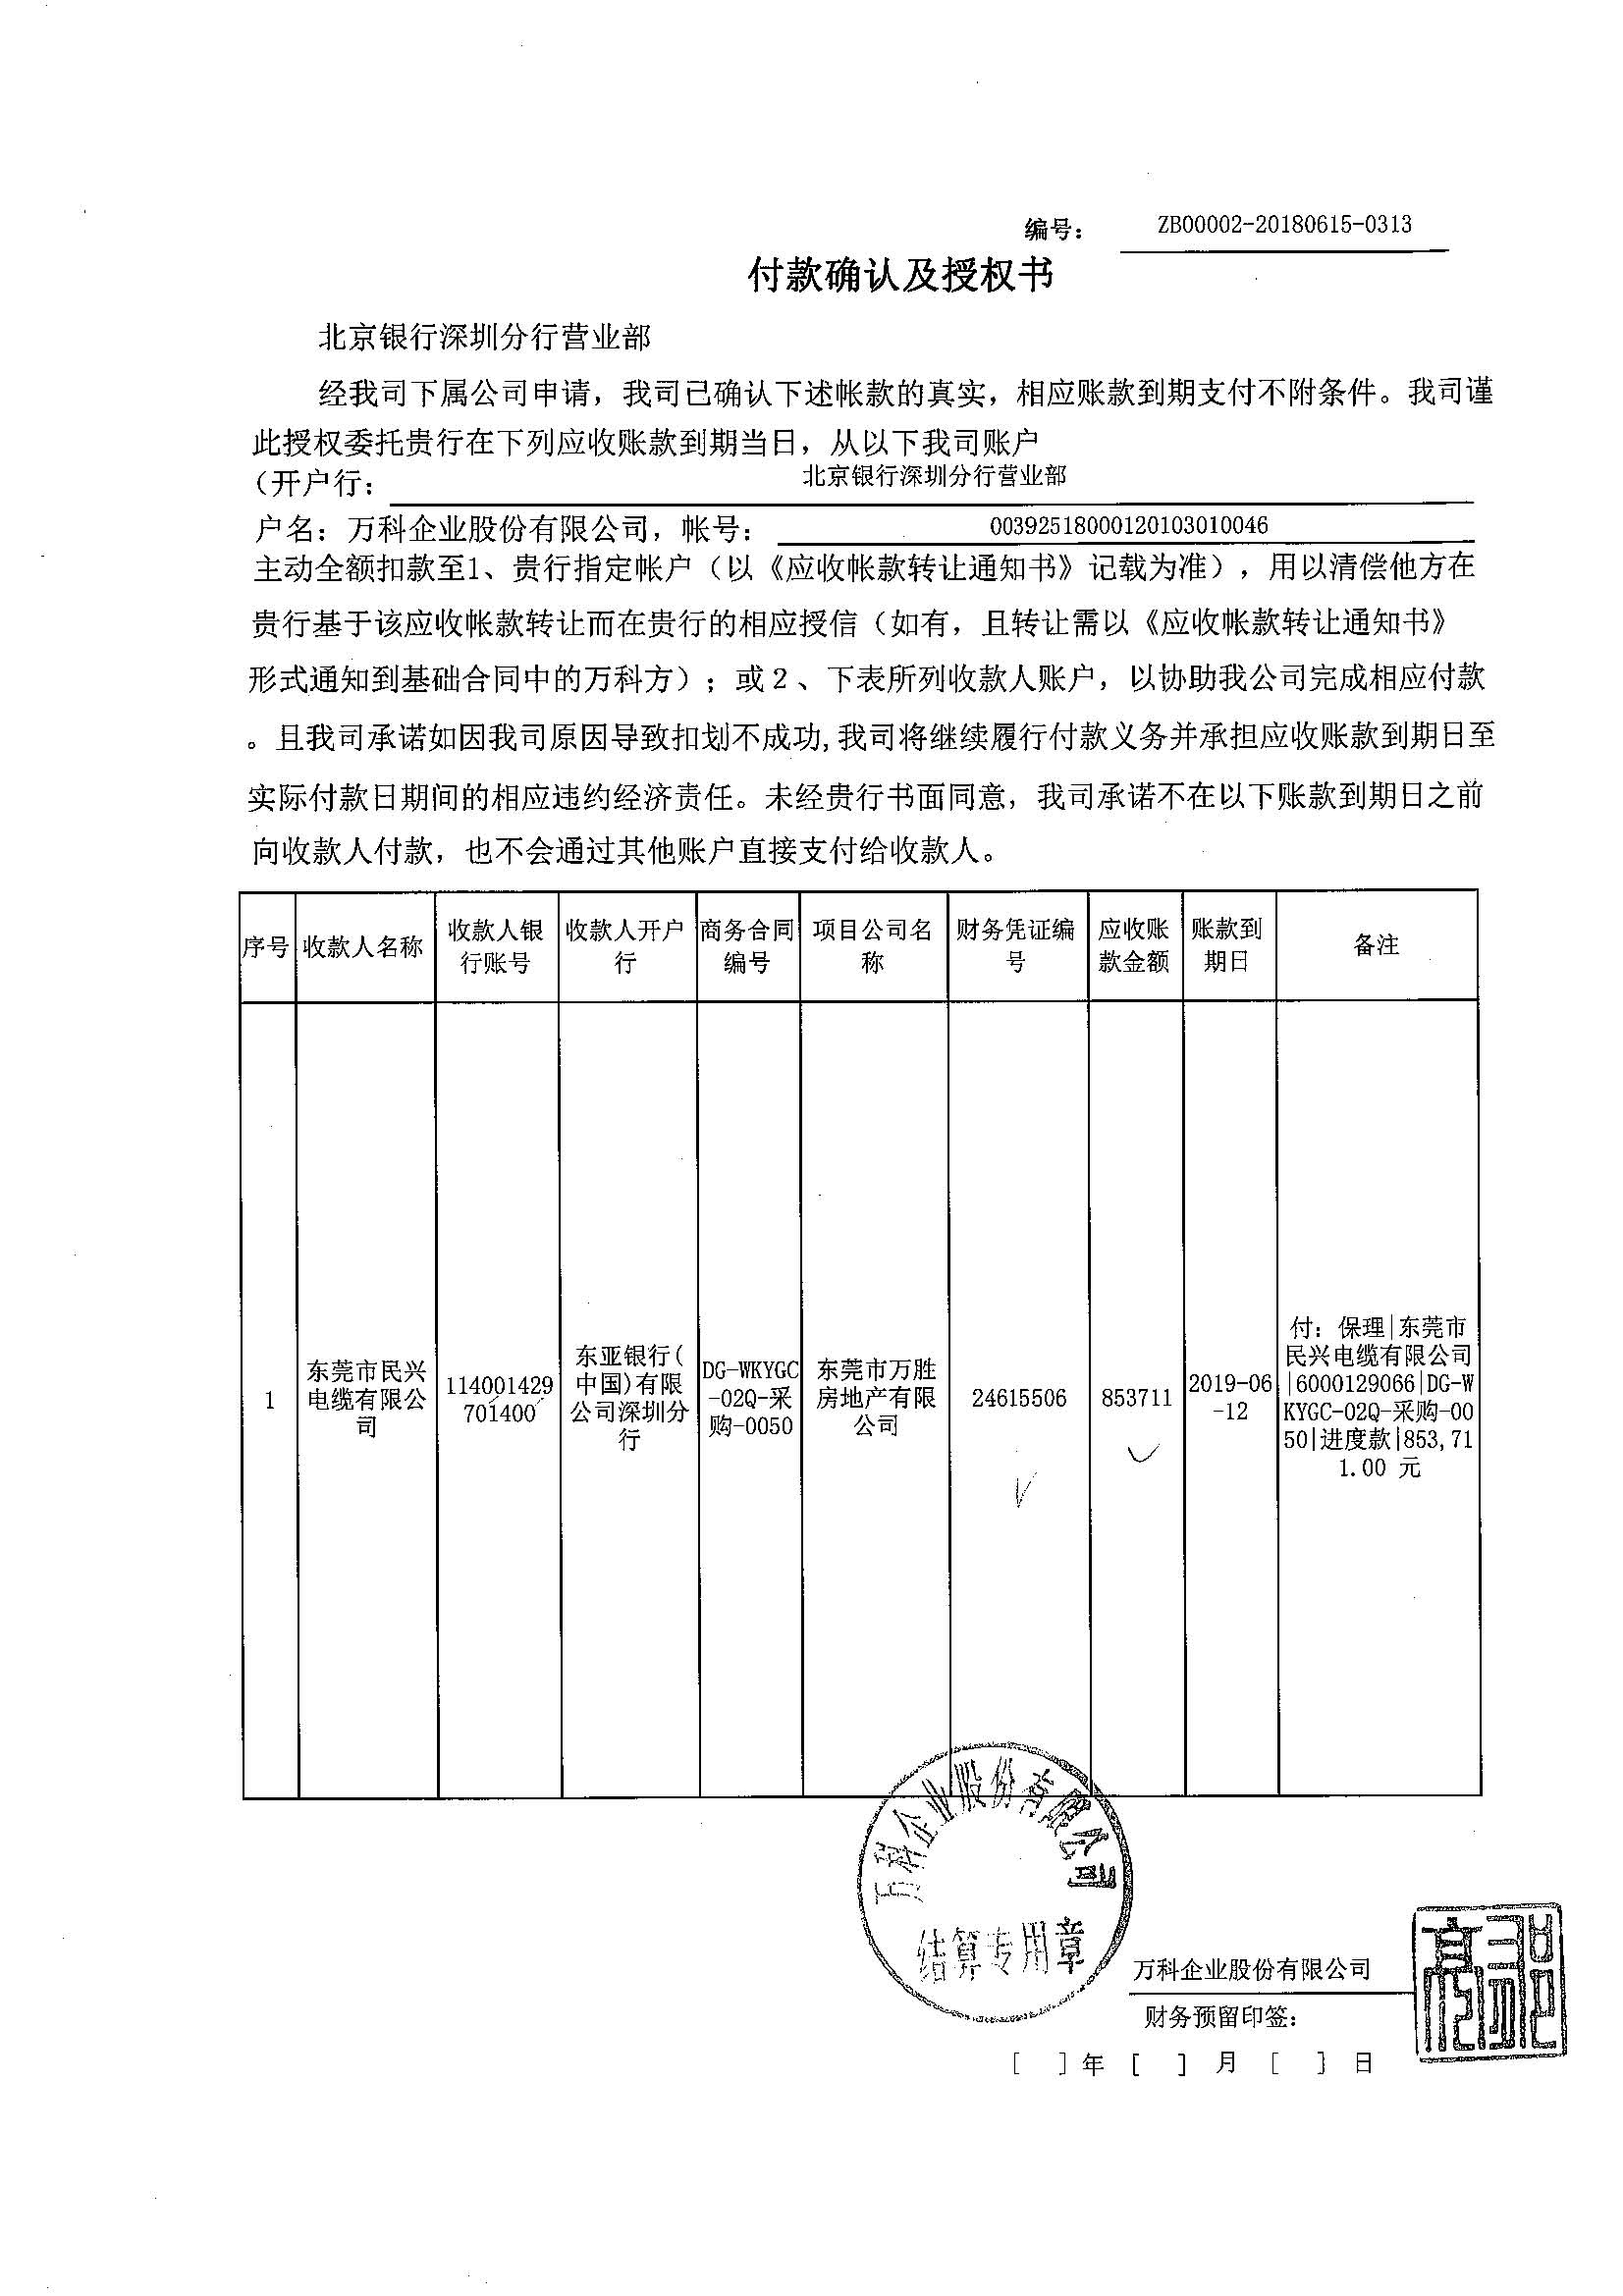 编号： ZB00002-20180615-0313
付款确认及授权书
北京银行深圳分行营业部
经我司下属公司申请，我司已确认下述帐款的真实，相应账款到期支付不附条件。我司谨
此授权委托贵行在下列应收账款到期当日，从以下我司账户
（开户行： 北京银行深圳分行营业部
户名：万科企业股份有限公司，帐号： 00392518000120103010046
主动全额扣款至1、贵行指定帐户（以《应收帐款转让通知书》记载为准），用以清偿他方在
贵行基于该应收帐款转让而在贵行的相应授信（如有，且转让需以《应收帐款转让通知书》
形式通知到基础合同中的万科方）；或２、下表所列收款人账户，以协助我公司完成相应付款
。且我司承诺如因我司原因导致扣划不成功,我司将继续履行付款义务并承担应收账款到期日至
实际付款日期间的相应违约经济责任。未经贵行书面同意，我司承诺不在以下账款到期日之前
向收款人付款，也不会通过其他账户直接支付给收款人。
序号
收款人名称
收款人银
行账号
收款人开户
行
商务合同
编号
项目公司名
称
财务凭证编
号
应收账
款金额
账款到
期日
备注
1
东莞市民兴
电缆有限公
司
114001429
701400
东亚银行(
中国)有限
公司深圳分
行
DG-WKYGC
-02Q-采
购-0050
东莞市万胜
房地产有限
公司
24615506
853711
2019-06
-12
付：保理|东莞市
民兴电缆有限公司
|6000129066|DG-W
KYGC-02Q-采购-00
50|进度款|853,71
1.00 元
万科企业股份有限公司
结算专用章
万科企业股份有限公司
财务预留印签：
[ ]年 [ ] 月 [ ] 日